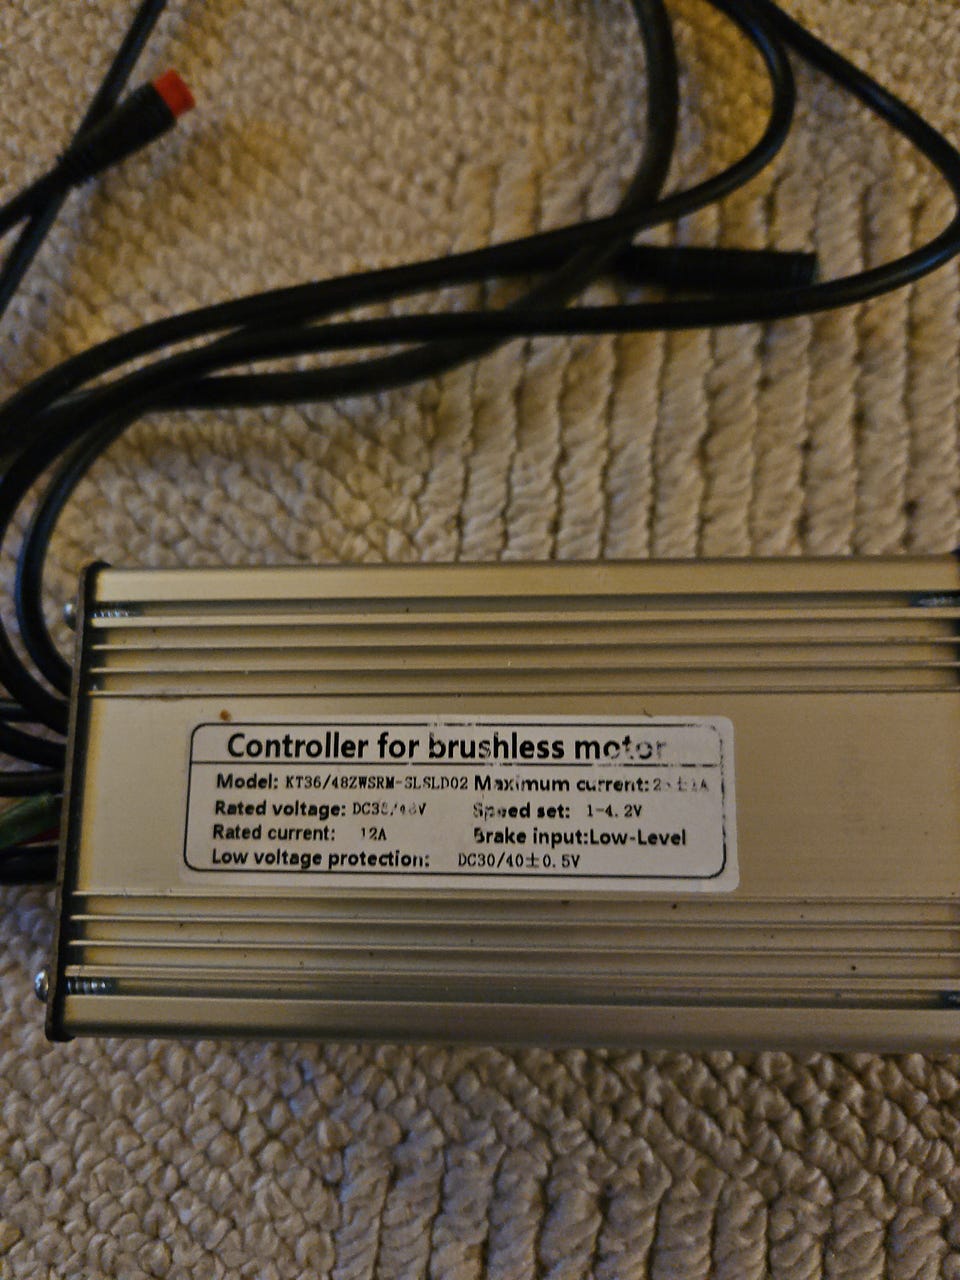 Controller for brushless motor
Model: KT36/48ZWSRM-SLSLD02 Maximum current:
Rated voltage: Speed set: 1-4.2V
Rated current: 12A Brake input:Low-Level
Low voltage protection: DC30/40±0.5V